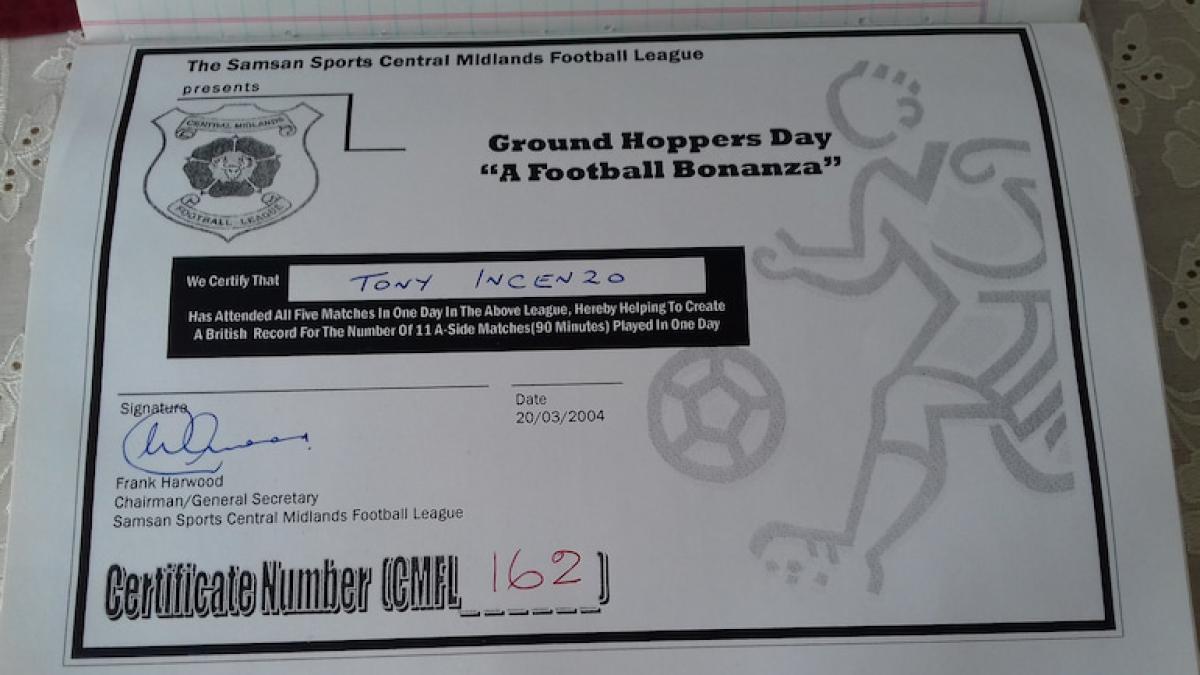 The Samsan Sports Central Midlands Football League
presents
CENTRAL MIDLANDS
FOOTBALL LEAGUE
Ground Hoppers Day
“A Football Bonanza”
We Certify That TONY INCENZO
Has Attended All Five Matches In One Day In The Above League, Hereby Helping To Create
A British Record For The Number Of 11 A-Side Matches(90 Minutes) Played In One Day
Signature
Date
20/03/2004
Frank Harwood
Chairman/General Secretary
Samsan Sports Central Midlands Football League
Certificate Number (CMFL 162)